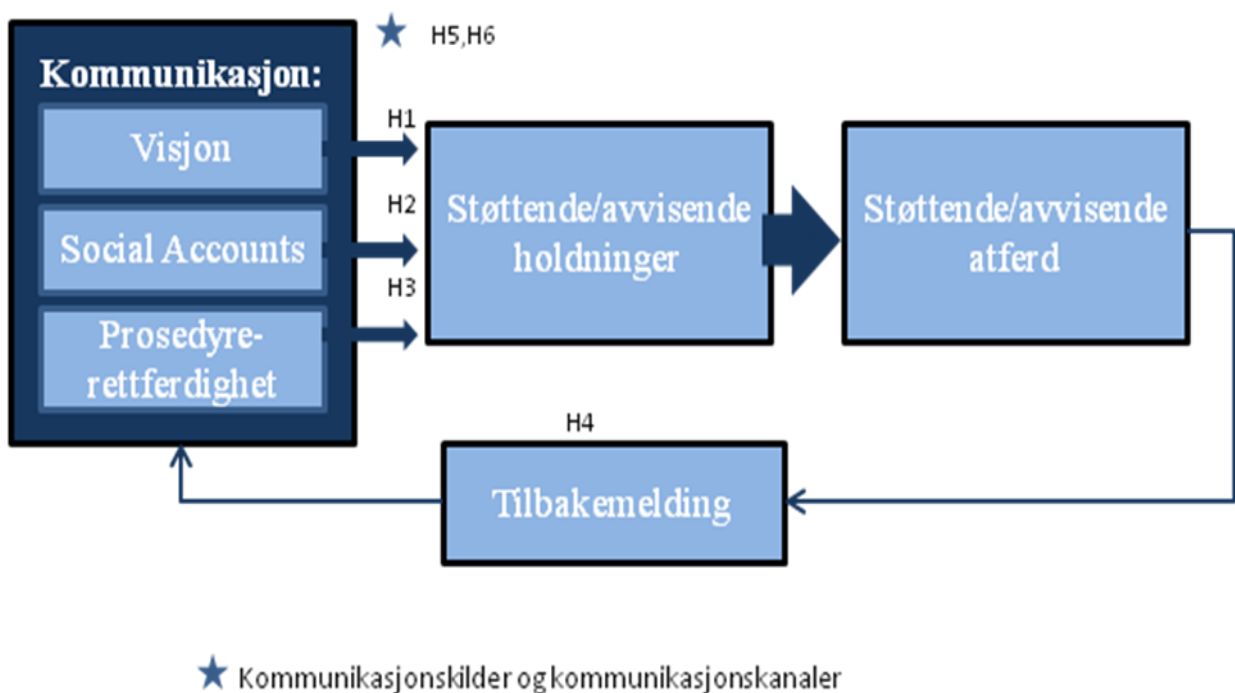 H5,H6
Kommunikasjon:
Visjon
Social Accounts
Prosedyre-
rettferdighet
H1
H2
H3
Støttende/avvisende
holdninger
Støttende/avvisende
atferd
H4
Tilbakemelding
Kommunikasjonskilder og kommunikasjonskanaler